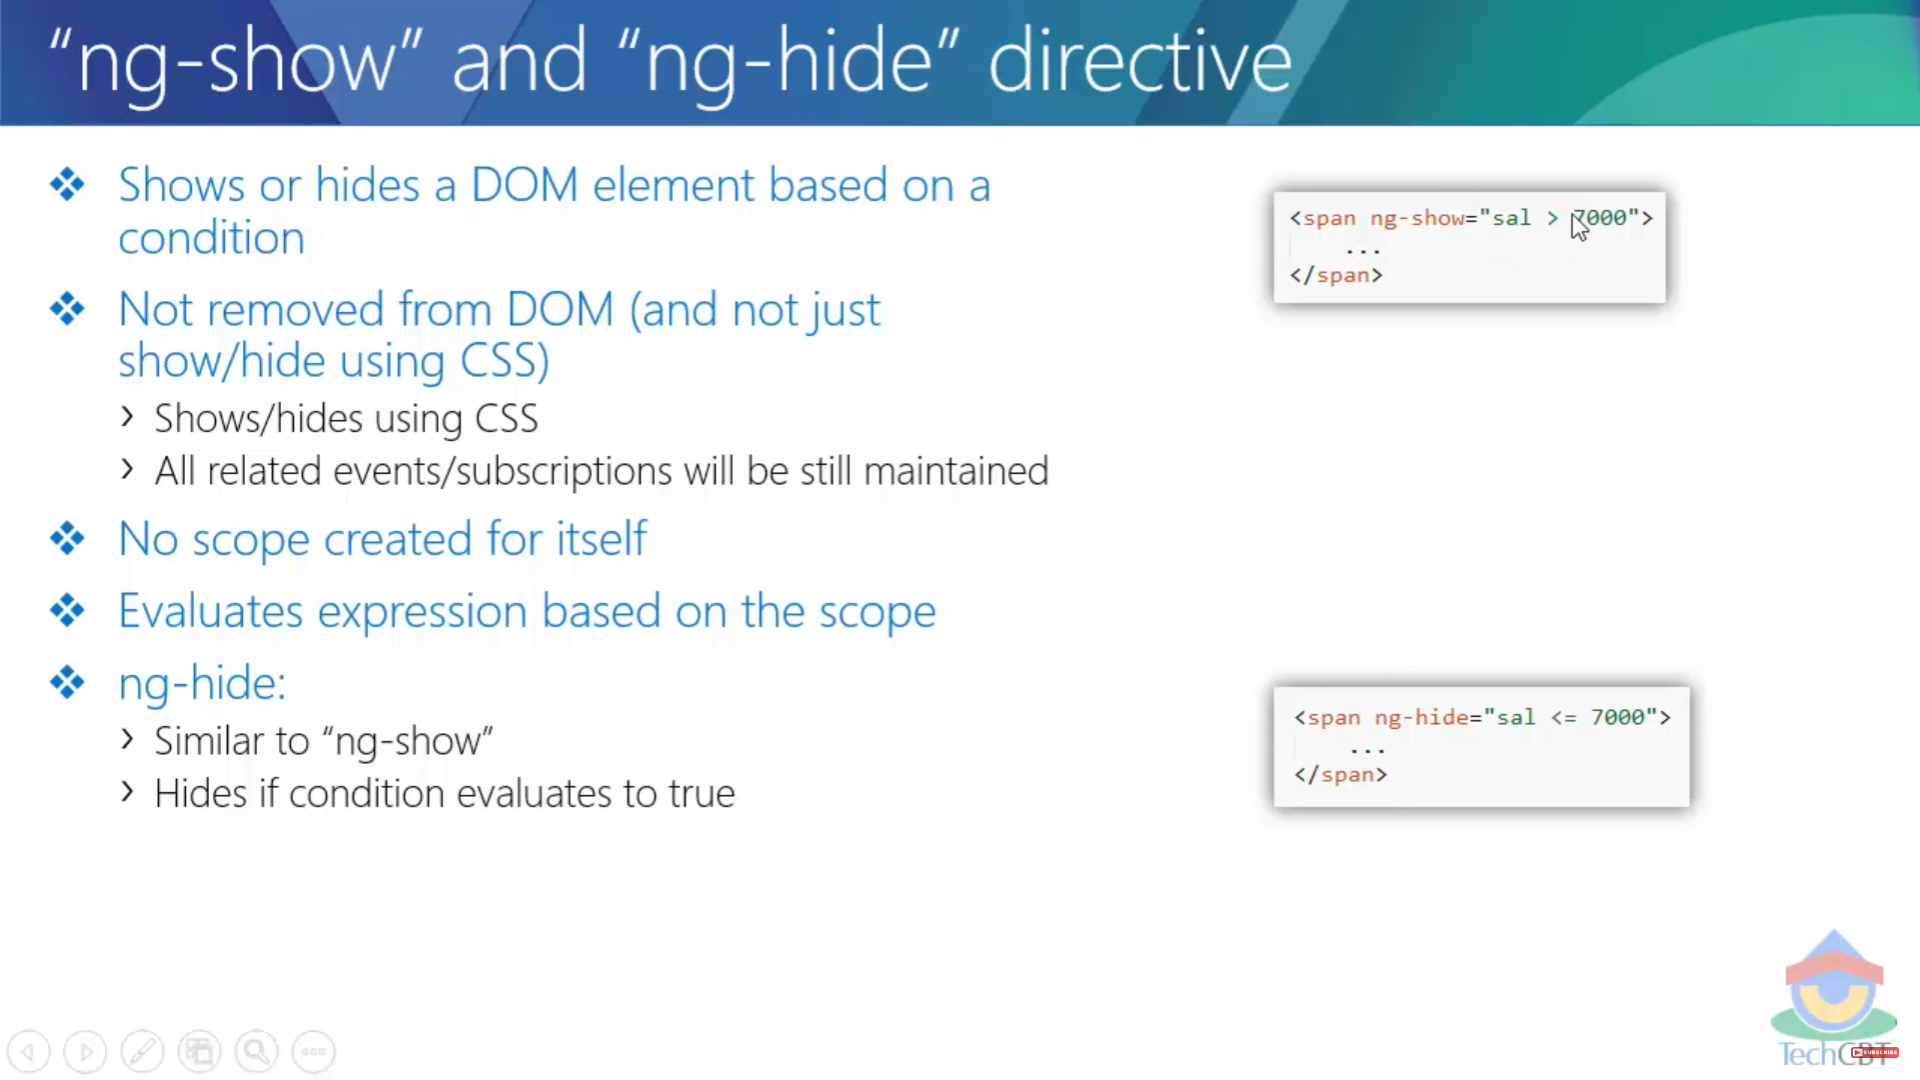 “ng-show” and “ng-hide” directive
Shows or hides a DOM element based on a
condition
Not removed from DOM (and not just
show/hide using CSS)
Shows/hides using CSS
All related events/subscriptions will be still maintained
No scope created for itself
Evaluates expression based on the scope
ng-hide:
Similar to “ng-show”
Hides if condition evaluates to true
<span ng-show="sal > 7000">
...
</span>
<span ng-hide="sal <= 7000">
...
</span>
TechCBT
SUBSCRIBE